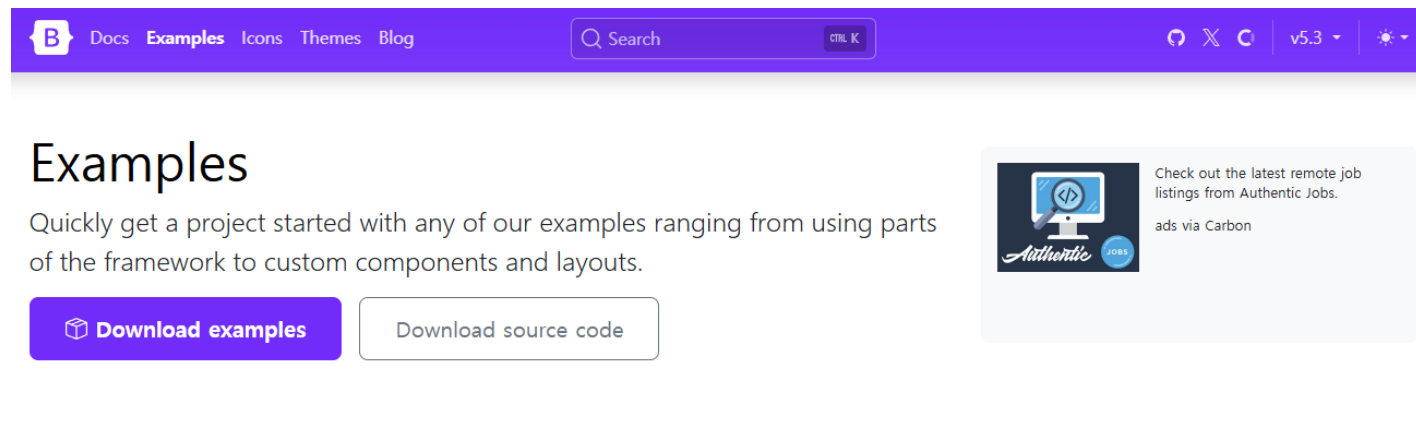 B Docs Examples Icons Themes Blog Search CTRL K v5.3
Examples
Quickly get a project started with any of our examples ranging from using parts
of the framework to custom components and layouts.
Download examples Download source code
Check out the latest remote job
listings from Authentic Jobs.
ads via Carbon
Authentic JOBS